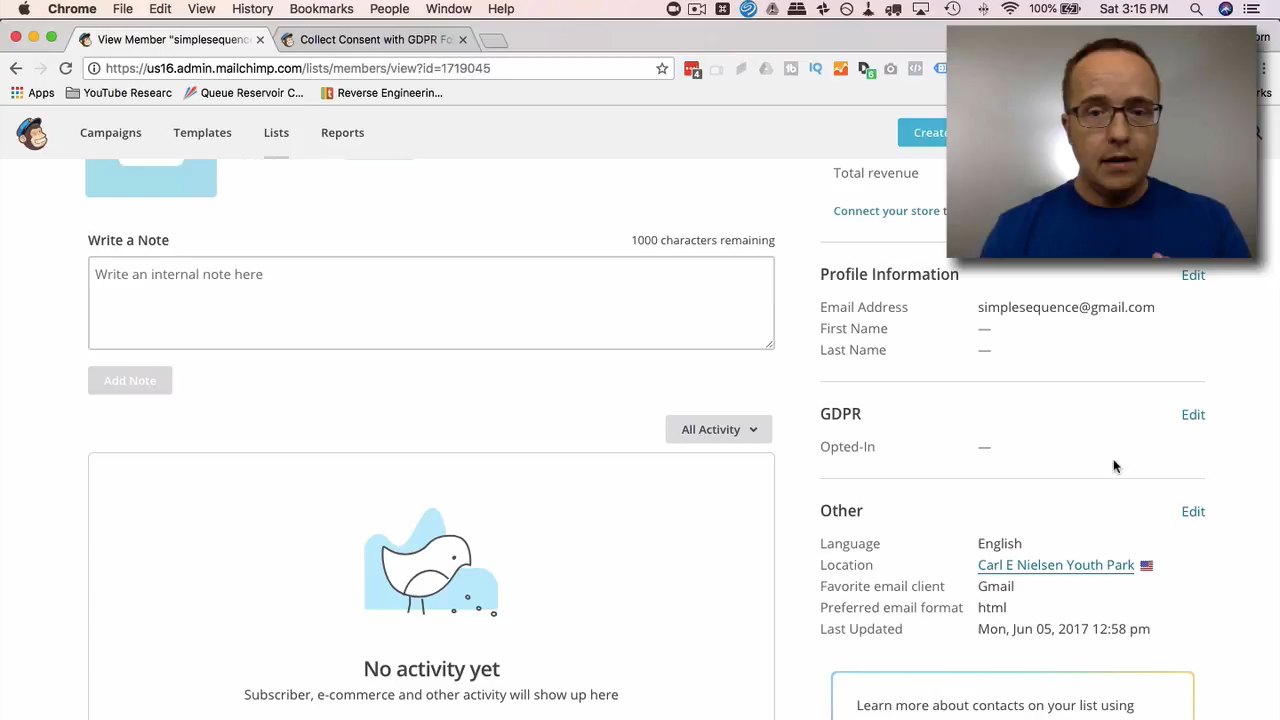 Chrome File Edit View History Bookmarks People Window Help 100% Sat 3:15 PM
View Member "simplesequenc
Collect Consent with GDPR Fo
orn
https://us16.admin.mailchimp.com/lists/members/view?id=1719045
4
6
Apps YouTube Researc Queue Reservoir C... Reverse Engineerin...
rks
Campaigns Templates Lists Reports
Create
Total revenue
Connect your store t
Write a Note 1000 characters remaining
Write an internal note here
Add Note
All Activity
No activity yet
Subscriber, e-commerce and other activity will show up here
Profile Information Edit
Email Address simplesequence@gmail.com
First Name —
Last Name —
GDPR Edit
Opted-In —
Other Edit
Language English
Location Carl E Nielsen Youth Park
Favorite email client Gmail
Preferred email format html
Last Updated Mon, Jun 05, 2017 12:58 pm
Learn more about contacts on your list using